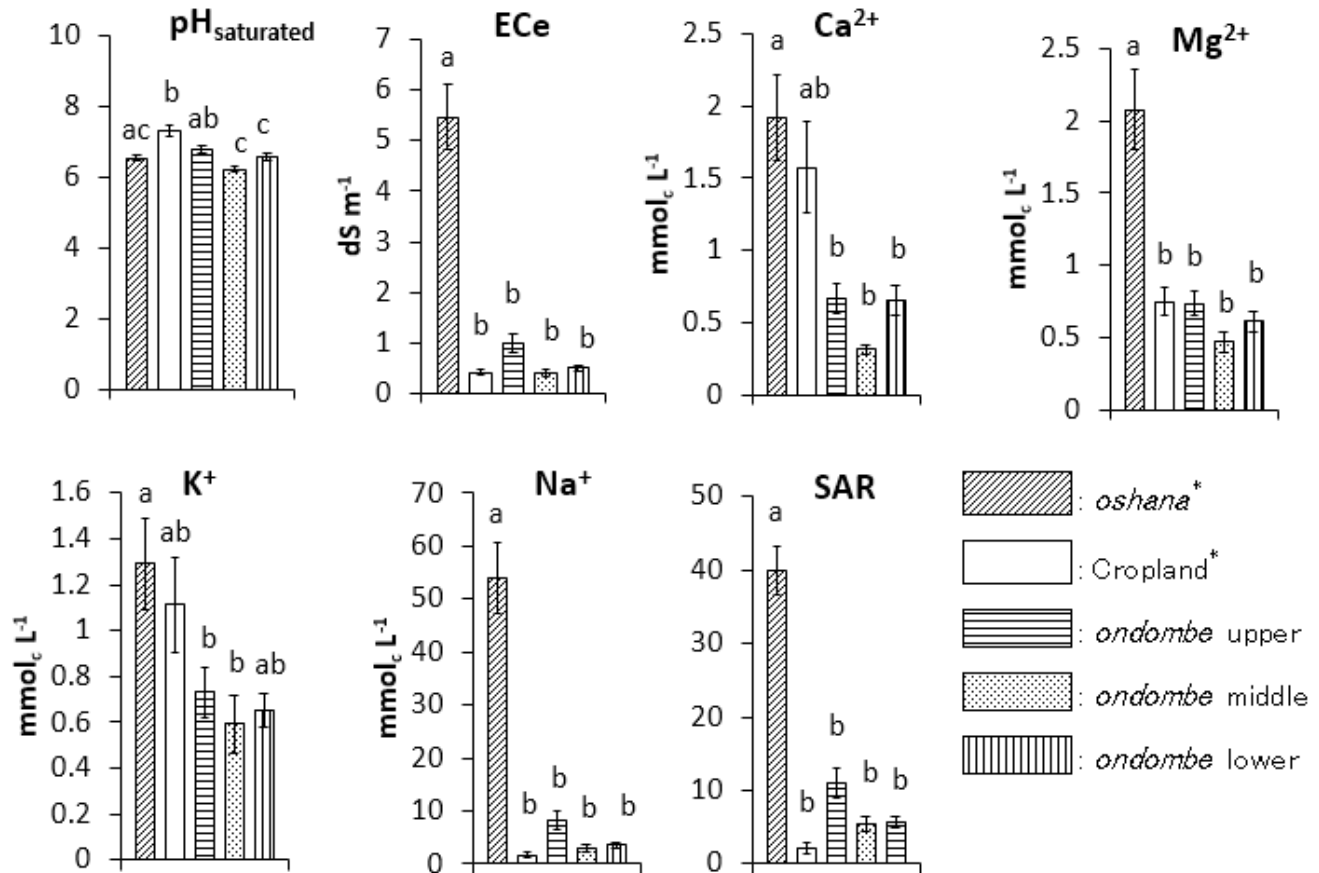 pHsaturated
10
8
6
4
2
0
ac
b
ab
c
c
ECe
dS m-1
7
6
5
4
3
2
1
0
a
b
b
b
b
Ca2+
mmolc L-1
2.5
2
1.5
1
0.5
0
a
ab
b
b
b
Mg2+
mmolc L-1
2.5
2
1.5
1
0.5
0
a
b
b
b
b
K+
mmolc L-1
1.6
1.4
1.2
1
0.8
0.6
0.4
0.2
0
a
ab
b
b
ab
Na+
mmolc L-1
70
60
50
40
30
20
10
0
a
b
b
b
b
SAR
50
40
30
20
10
0
a
b
b
b
b
: oshana*
: Cropland*
: ondombe upper
: ondombe middle
: ondombe lower